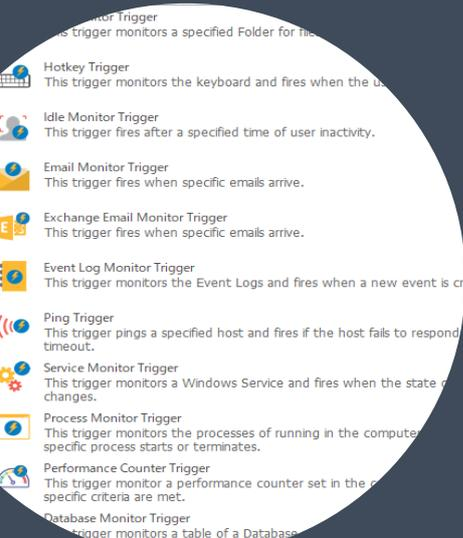 itor Trigger
trigger monitors a specified Folder for
Hotkey Trigger
This trigger monitors the keyboard and fires when the
Idle Monitor Trigger
This trigger fires after a specified time of user inactivity.
Email Monitor Trigger
This trigger fires when specific emails arrive.
Exchange Email Monitor Trigger
This trigger fires when specific emails arrive.
Event Log Monitor Trigger
This trigger monitors the Event Logs and fires when a new event is
Ping Trigger
This trigger pings a specified host and fires if the host fails to respond
timeout.
Service Monitor Trigger
This trigger monitors a Windows Service and fires when the state
changes.
Process Monitor Trigger
This trigger monitors the processes of running in the computer
specific process starts or terminates.
Performance Counter Trigger
This trigger monitor a performance counter set in the
specific criteria are met.
Database Monitor Trigger
trigger monitors a table of a Database